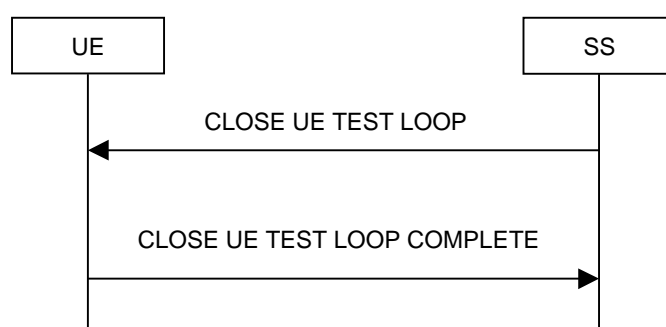 UE
SS
CLOSE UE TEST LOOP
CLOSE UE TEST LOOP COMPLETE